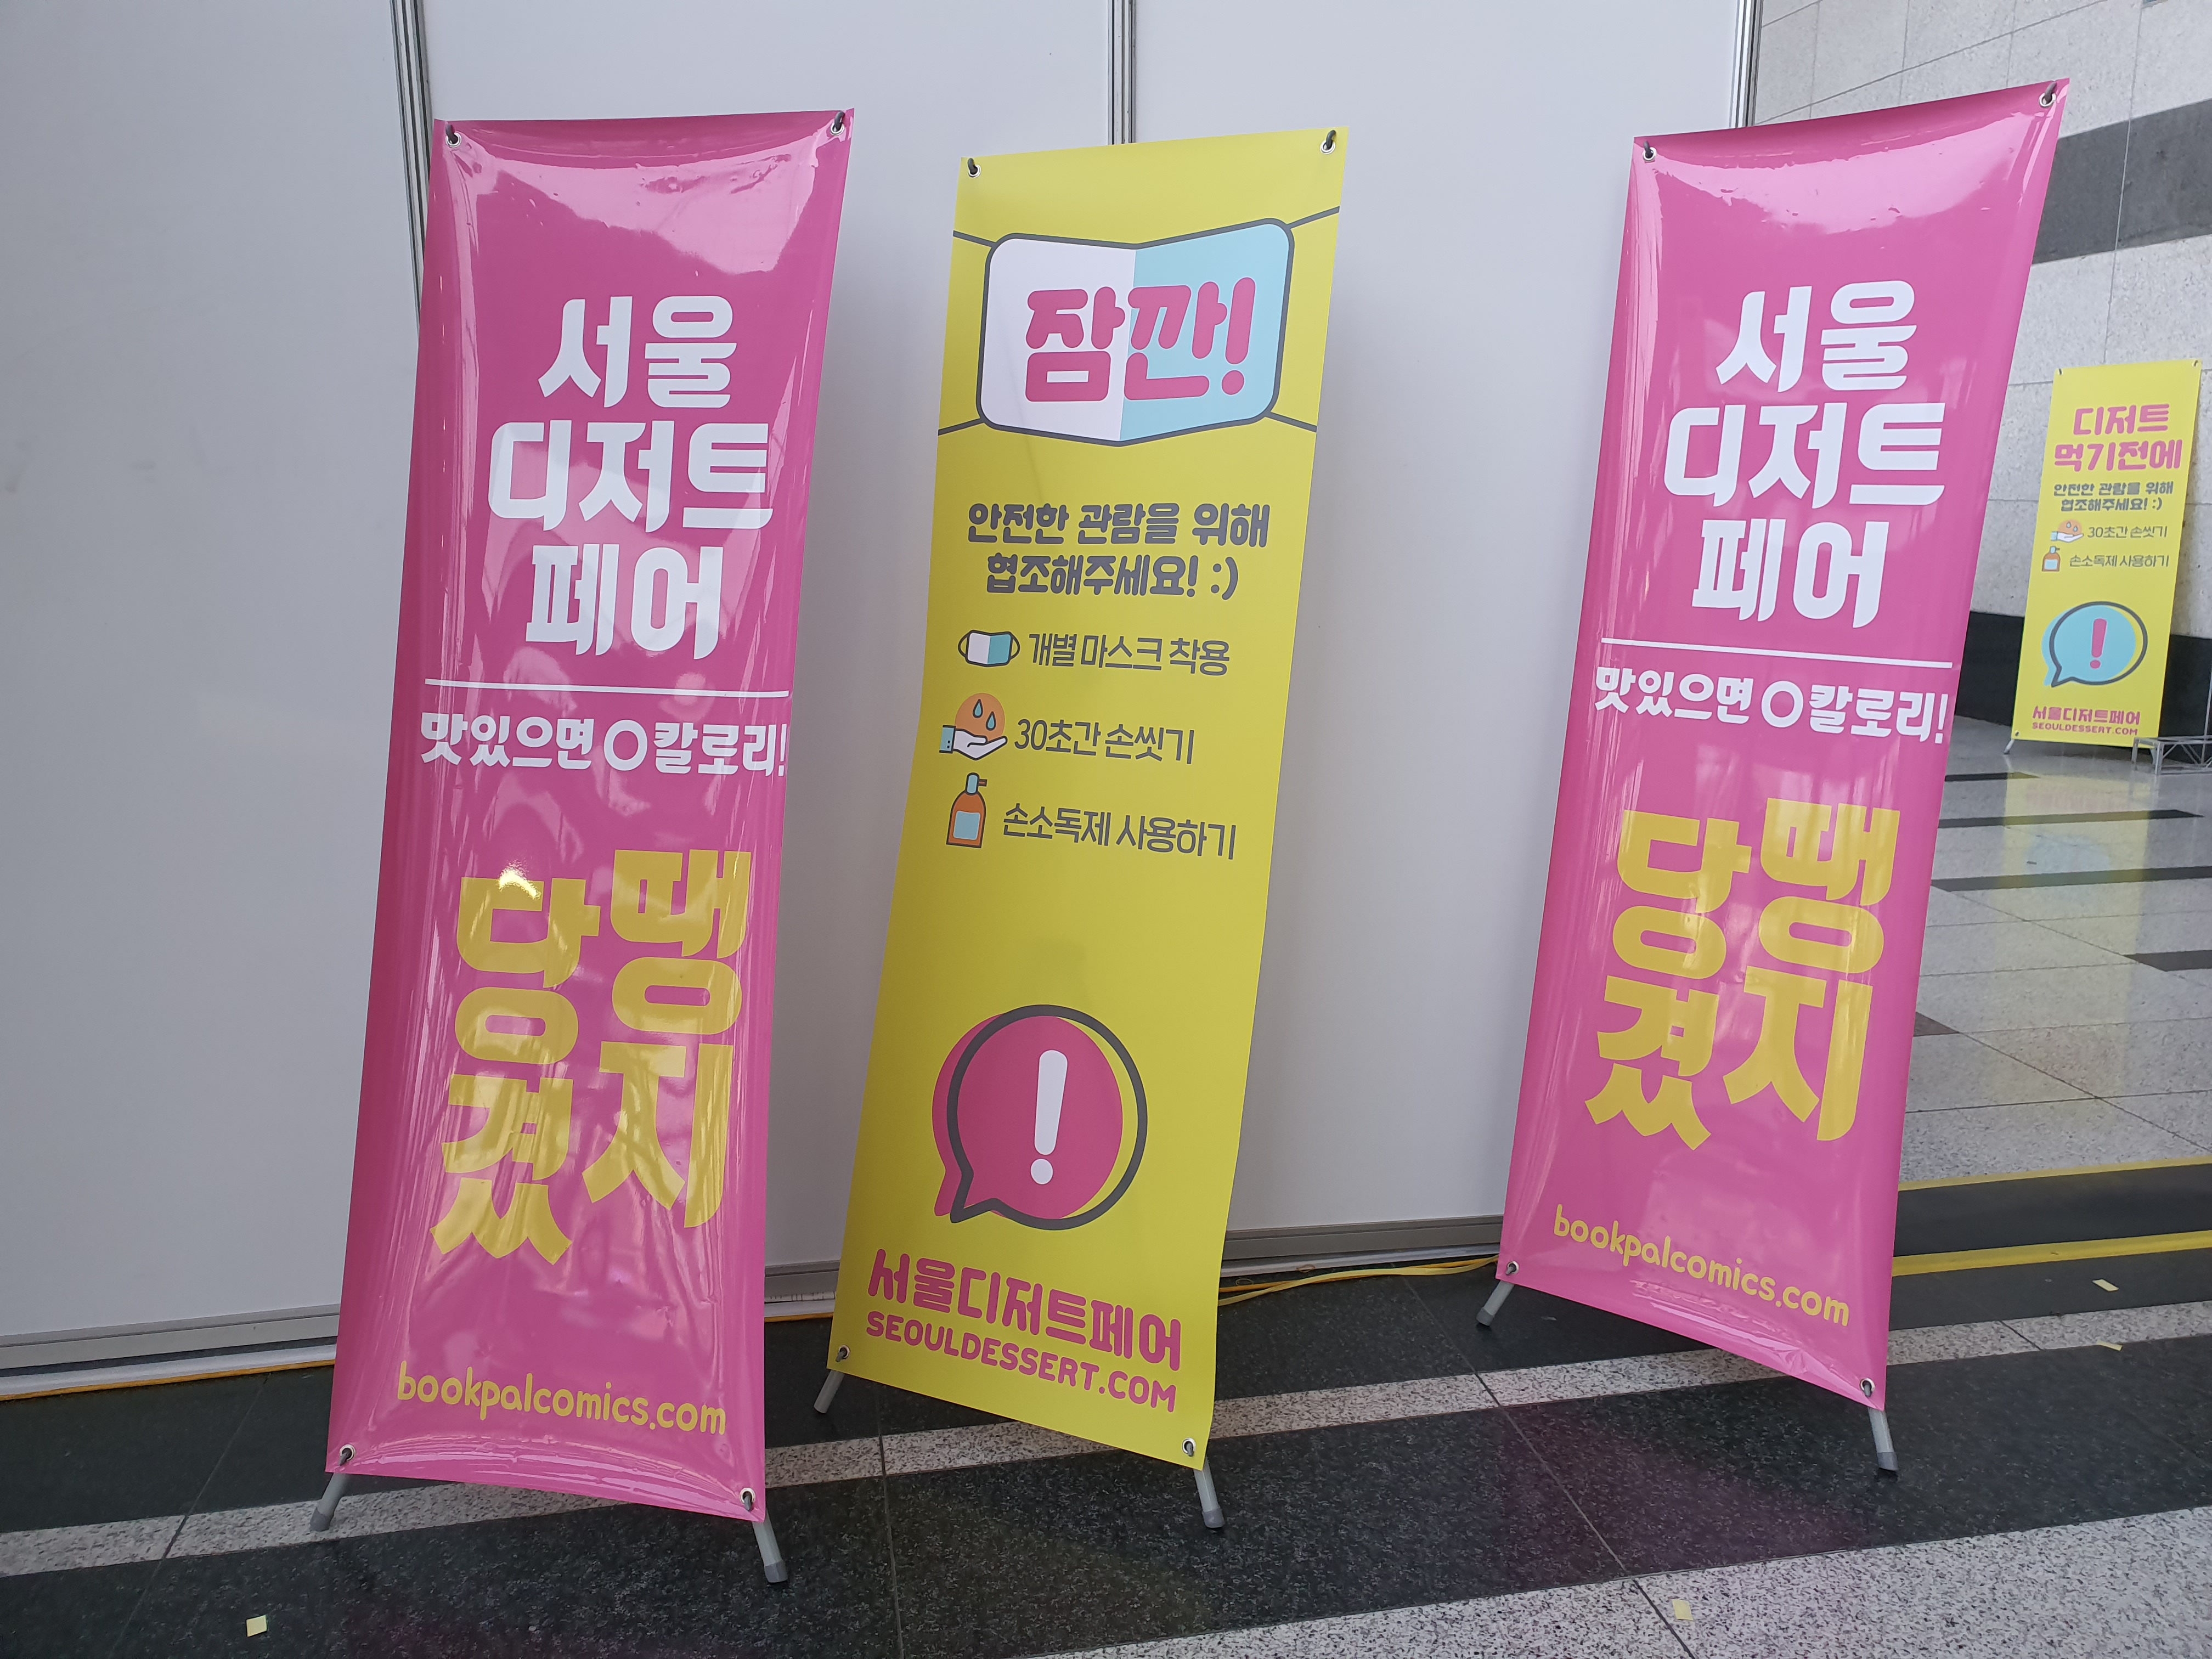 서울
디저트
페어
맛있으면 0칼로리!
당땡
겼지
bookpalcomics.com
잠깐!
안전한 관람을 위해
협조해주세요! :)
개별 마스크 착용
30초간 손씻기
손소독제 사용하기
!
서울디저트페어
SEOULDESSERT.COM
서울
디저트
페어
맛있으면 0칼로리!
당땡
겼지
bookpalcomics.com
디저트
먹기전에
안전한 관람을 위해
협조해주세요! :)
30초간 손씻기
손소독제 사용하기
!
서울디저트페어
SEOULDESSERT.COM